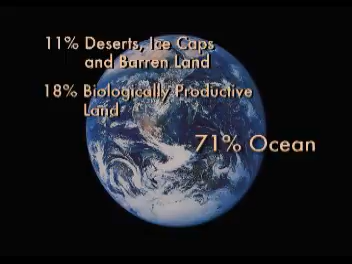 11% Deserts, Ice Caps
and Barren Land
18% Biologically Productive
Land
71% Ocean